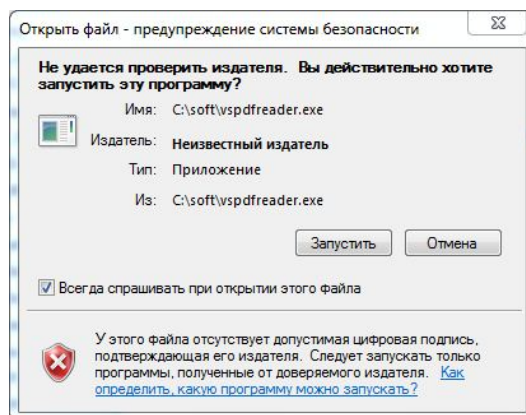 Открыть файл - предупреждение системы безопасности
Не удается проверить издателя. Вы действительно хотите
запустить эту программу?
Имя: C:\soft\vspdfreader.exe
Издатель: Неизвестный издатель
Тип: Приложение
Из: C:\soft\vspdfreader.exe
Запустить Отмена
Всегда спрашивать при открытии этого файла
У этого файла отсутствует допустимая цифровая подпись,
подтверждающая его издателя. Следует запускать только
программы, полученные от доверяемого издателя. Как
определить, какую программу можно запускать?